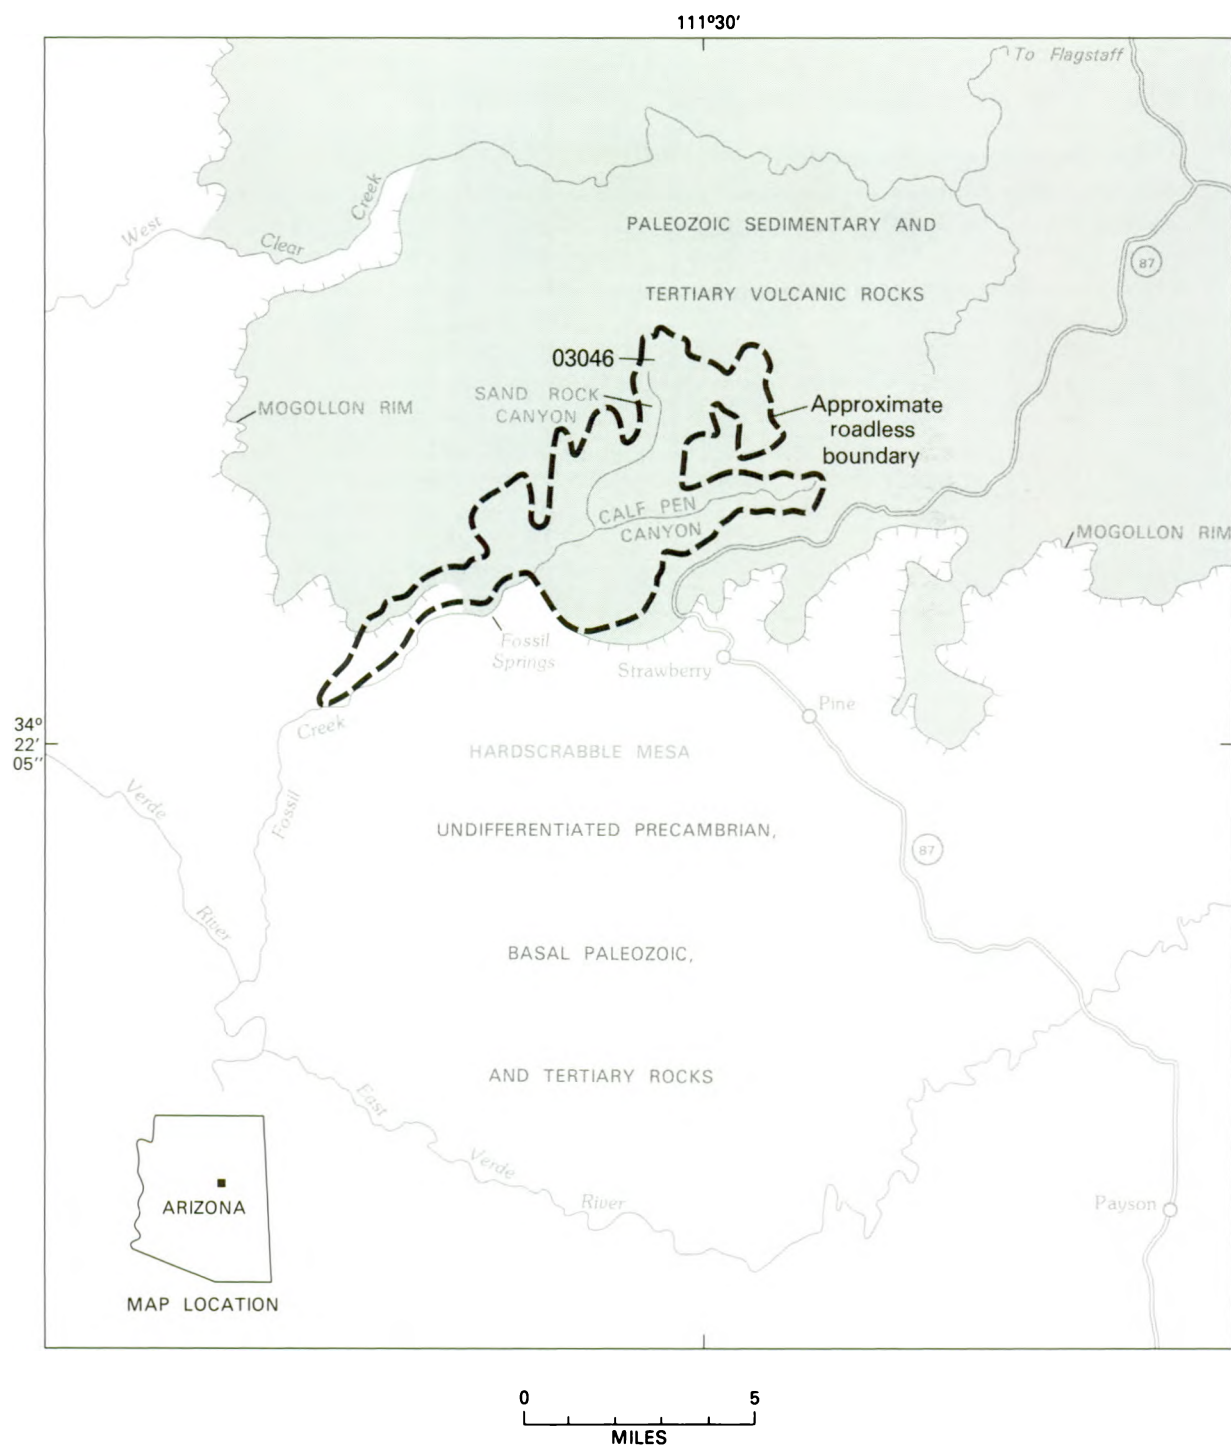 111°30'
To Flagstaff
West
Clear
Creek
PALEOZOIC SEDIMENTARY AND
TERTIARY VOLCANIC ROCKS
87
03046
SAND ROCK
CANYON
MOGOLLON RIM
Approximate
roadless
boundary
CALF PEN
CANYON
MOGOLLON RIM
Fossil
Springs
Strawberry
Pine
34°
22'
05"
Creek
Fossil
HARDSCRABBLE MESA
Verde
River
UNDIFFERENTIATED PRECAMBRIAN,
87
BASAL PALEOZOIC,
AND TERTIARY ROCKS
East
Verde
River
Payson
ARIZONA
MAP LOCATION
0 5
MILES